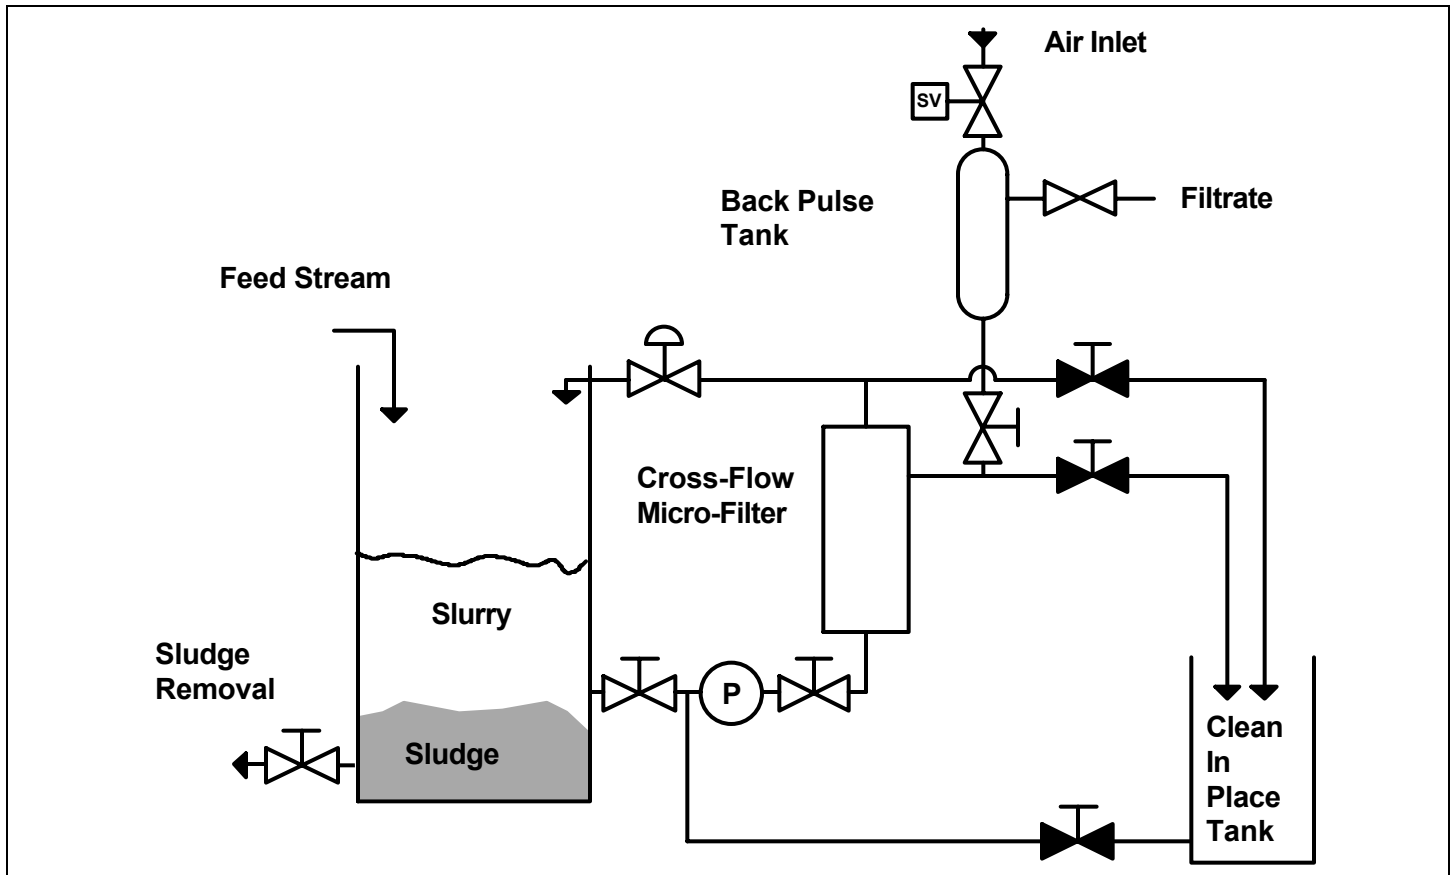 Air Inlet
SV
Back Pulse
Tank
Filtrate
Feed Stream
Cross-Flow
Micro-Filter
Slurry
Sludge
Removal
P
Sludge
Clean
In
Place
Tank